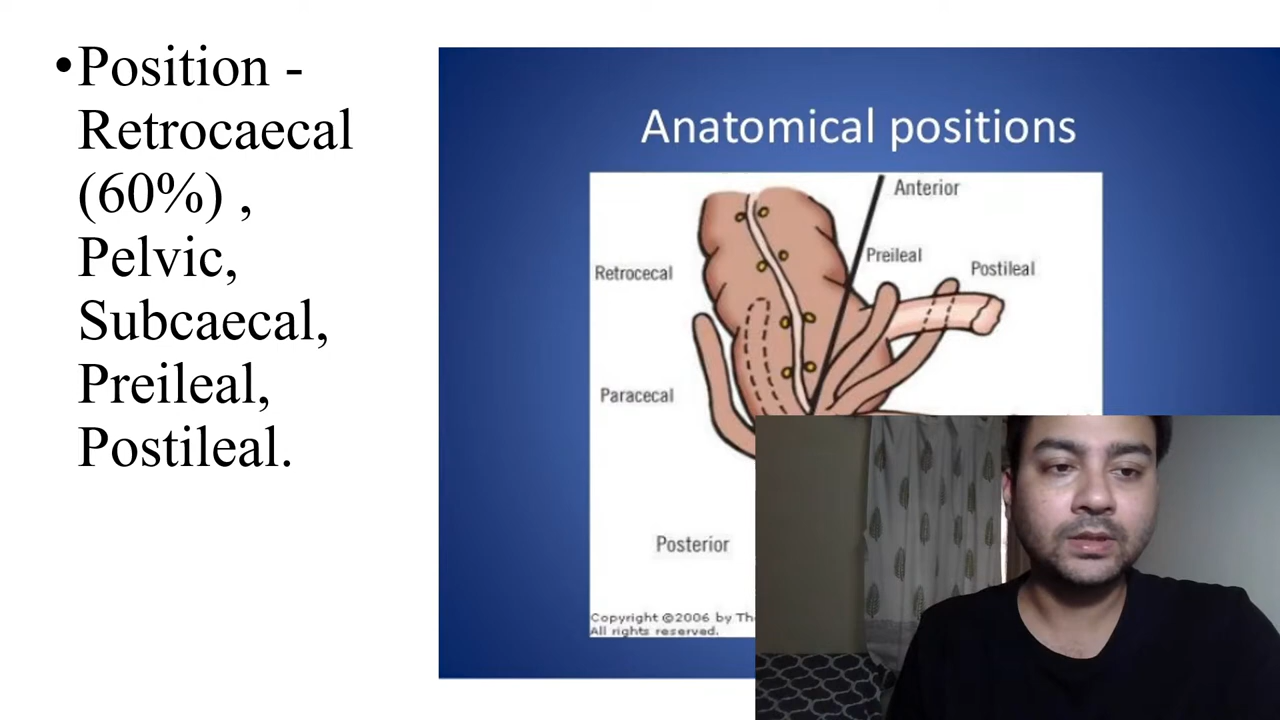 •Position -
Retrocaecal
(60%) ,
Pelvic,
Subcaecal,
Preileal,
Postileal.
Anatomical positions
Anterior
Preileal
Postileal
Retrocecal
Paracecal
Posterior
Copyright ©2006 by
All rights reserved.